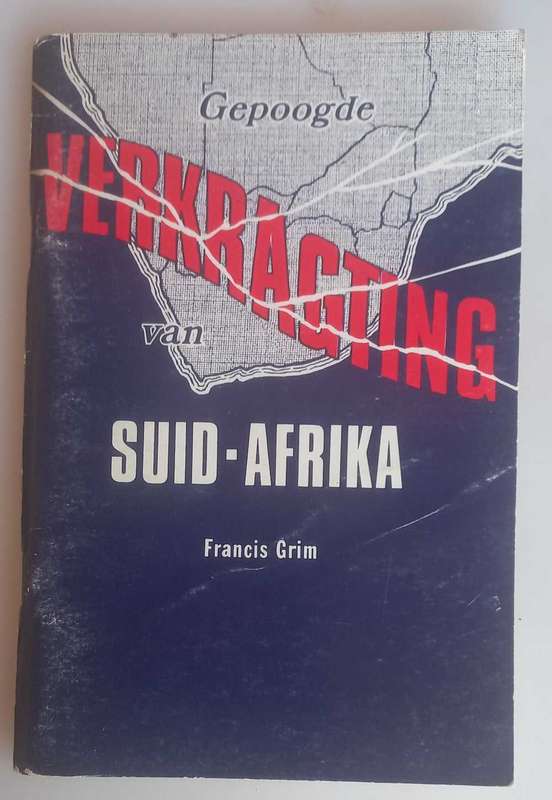 Gepoogde
VERKRAGTING
van
SUID-AFRIKA
Francis Grim